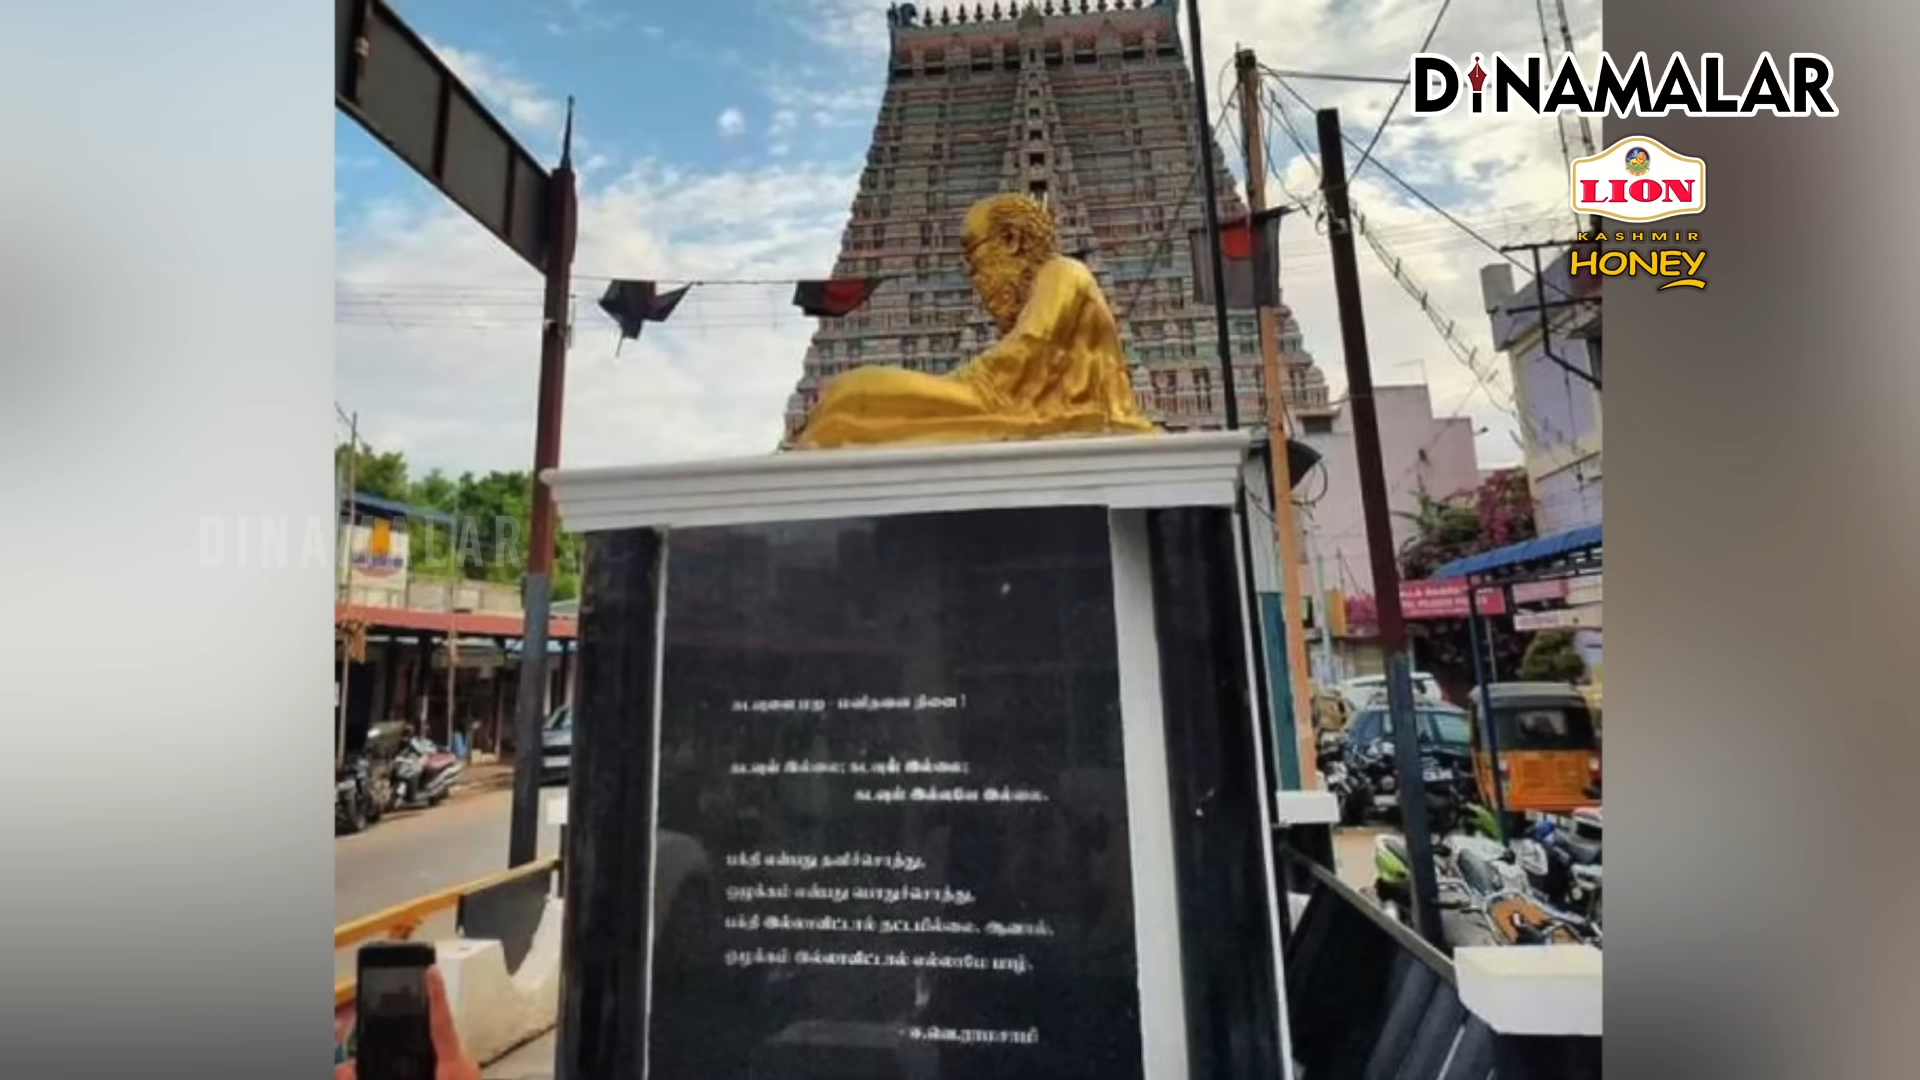 DINAMALAR
LION
KASHMIR
HONEY
DINAMALAR
கடவுளை மற - மனிதனை நினை!
கடவுள் இல்லை; கடவுள் இல்லை;
கடவுள் இல்லவே இல்லை.
பக்தி என்பது தனிச்சொத்து,
ஒழுக்கம் என்பது பொதுச்சொத்து,
பக்தி இல்லாவிட்டால் நட்டமில்லை. ஆனால்,
ஒழுக்கம் இல்லாவிட்டால் எல்லாமே பாழ்.
- ஈ.வெ.ராமசாமி